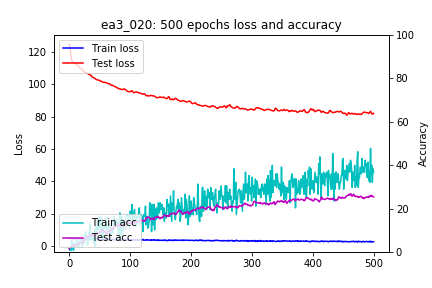 ea3_020: 500 epochs loss and accuracy
Train loss
Test loss
Train acc
Test acc
Loss
Accuracy
120
100
80
60
40
20
0
100
80
60
40
20
0
0
100
200
300
400
500